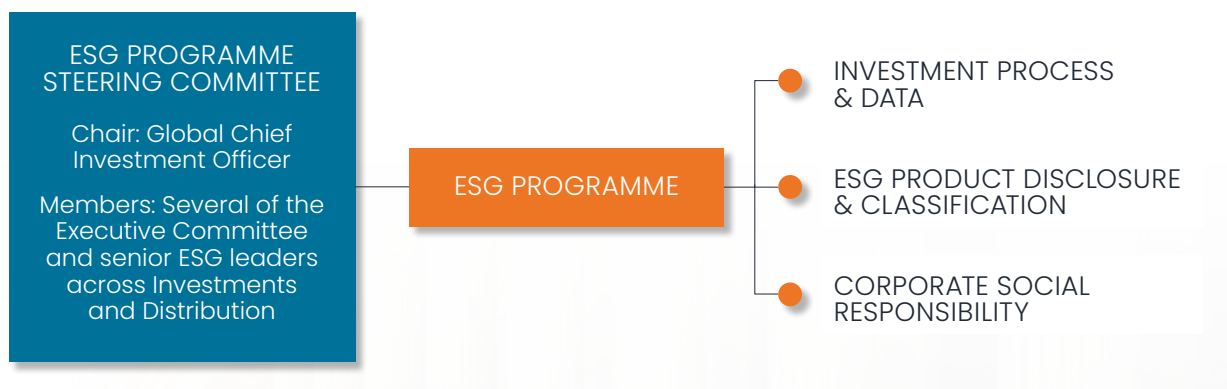 ESG PROGRAMME
STEERING COMMITTEE
Chair: Global Chief
Investment Officer
Members: Several of the
Executive Committee
and senior ESG leaders
across Investments
and Distribution
ESG PROGRAMME
INVESTMENT PROCESS
& DATA
ESG PRODUCT DISCLOSURE
& CLASSIFICATION
CORPORATE SOCIAL
RESPONSIBILITY